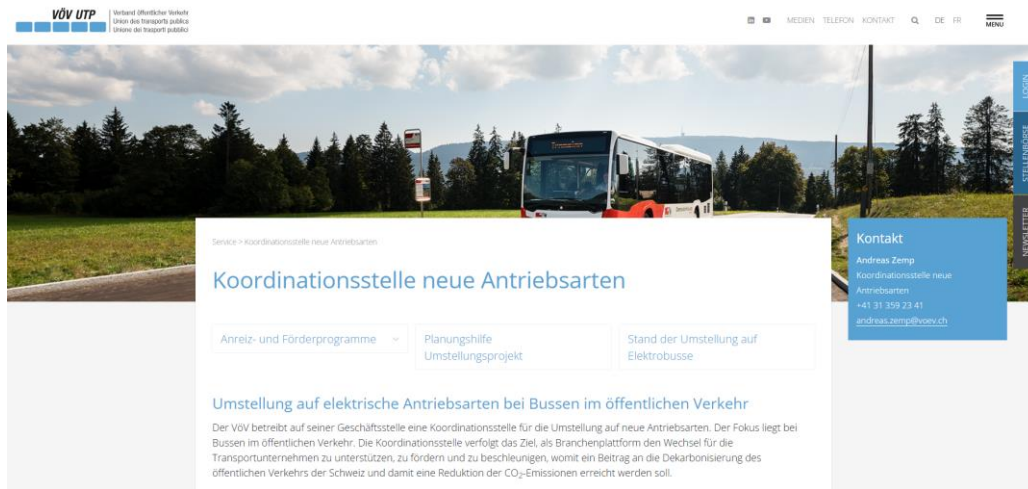 VÖV UTP
Verband öffentlicher Verkehr
Union des transports publics
Unione dei trasporti pubblici
MEDIEN TELEFON KONTAKT DE FR MENU
LOGIN
STELLENBÖRSE
NEWSLETTER
Service > Koordinationsstelle neue Antriebsarten
Koordinationsstelle neue Antriebsarten
Kontakt
Andreas Zemp
Koordinationsstelle neue
Antriebsarten
+41 31 359 23 41
andreas.zemp@voev.ch
Anreiz- und Förderprogramme
Planungshilfe
Umstellungsprojekt
Stand der Umstellung auf
Elektrobusse
Umstellung auf elektrische Antriebsarten bei Bussen im öffentlichen Verkehr
Der VöV betreibt auf seiner Geschäftsstelle eine Koordinationsstelle für die Umstellung auf neue Antriebsarten. Der Fokus liegt bei
Bussen im öffentlichen Verkehr. Die Koordinationsstelle verfolgt das Ziel, als Branchenplattform den Wechsel für die
Transportunternehmen zu unterstützen, zu fördern und zu beschleunigen, womit ein Beitrag an die Dekarbonisierung des
öffentlichen Verkehrs der Schweiz und damit eine Reduktion der CO₂-Emissionen erreicht werden soll.